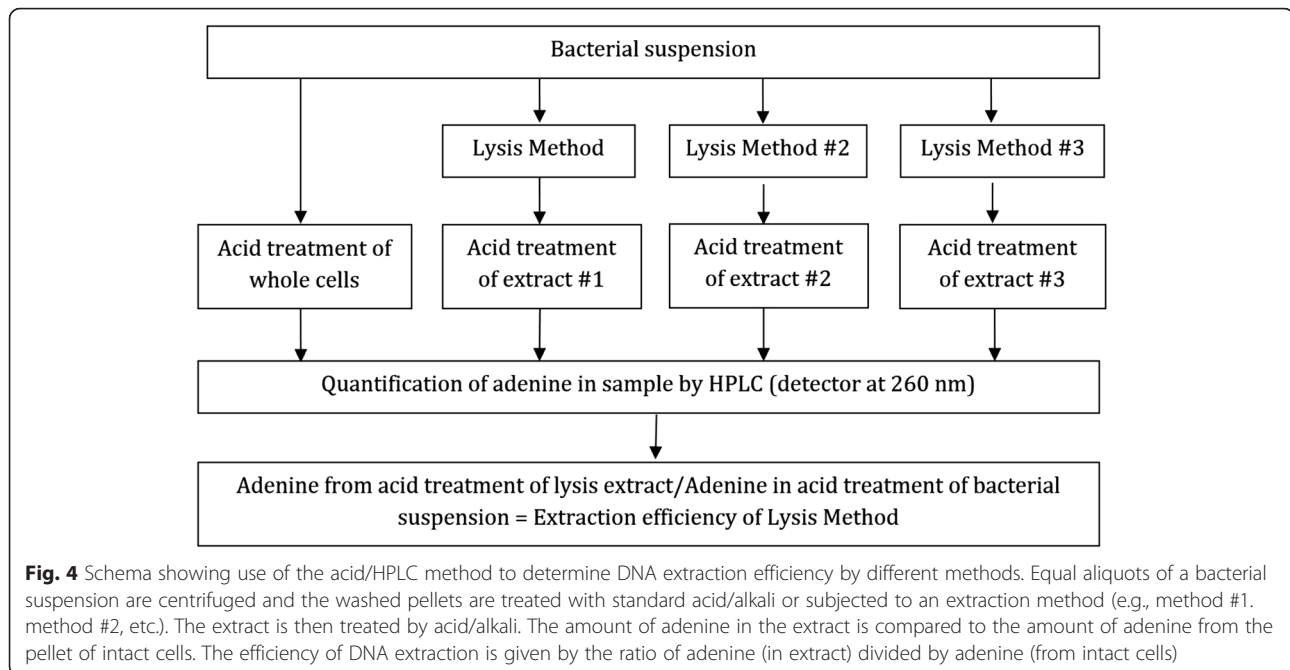 Bacterial suspension
Lysis Method
Lysis Method #2
Lysis Method #3
Acid treatment of
whole cells
Acid treatment
of extract #1
Acid treatment
of extract #2
Acid treatment
of extract #3
Quantification of adenine in sample by HPLC (detector at 260 nm)
Adenine from acid treatment of lysis extract/Adenine in acid treatment of bacterial
suspension = Extraction efficiency of Lysis Method
Fig. 4 Schema showing use of the acid/HPLC method to determine DNA extraction efficiency by different methods. Equal aliquots of a bacterial
suspension are centrifuged and the washed pellets are treated with standard acid/alkali or subjected to an extraction method (e.g., method #1.
method #2, etc.). The extract is then treated by acid/alkali. The amount of adenine in the extract is compared to the amount of adenine from the
pellet of intact cells. The efficiency of DNA extraction is given by the ratio of adenine (in extract) divided by adenine (from intact cells)